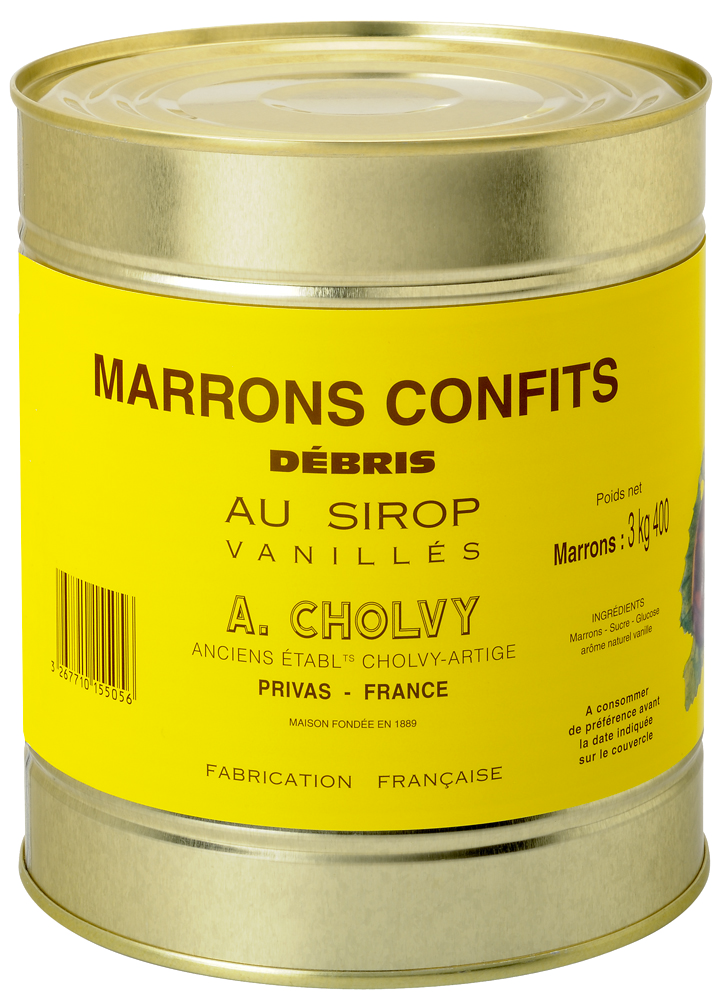 MARRONS CONFITS
DÉBRIS
AU SIROP
VANILLÉS
A. CHOLVY
ANCIENS ÉTABLTS CHOLVY-ARTIGE
PRIVAS - FRANCE
MAISON FONDÉE EN 1889
FABRICATION FRANÇAISE
3 267710 155056
Poids net
Marrons : 3 kg 400
INGRÉDIENTS
Marrons - Sucre - Glucose
arôme naturel vanille
A consommer
de préférence avant
la date indiquée
sur le couvercle